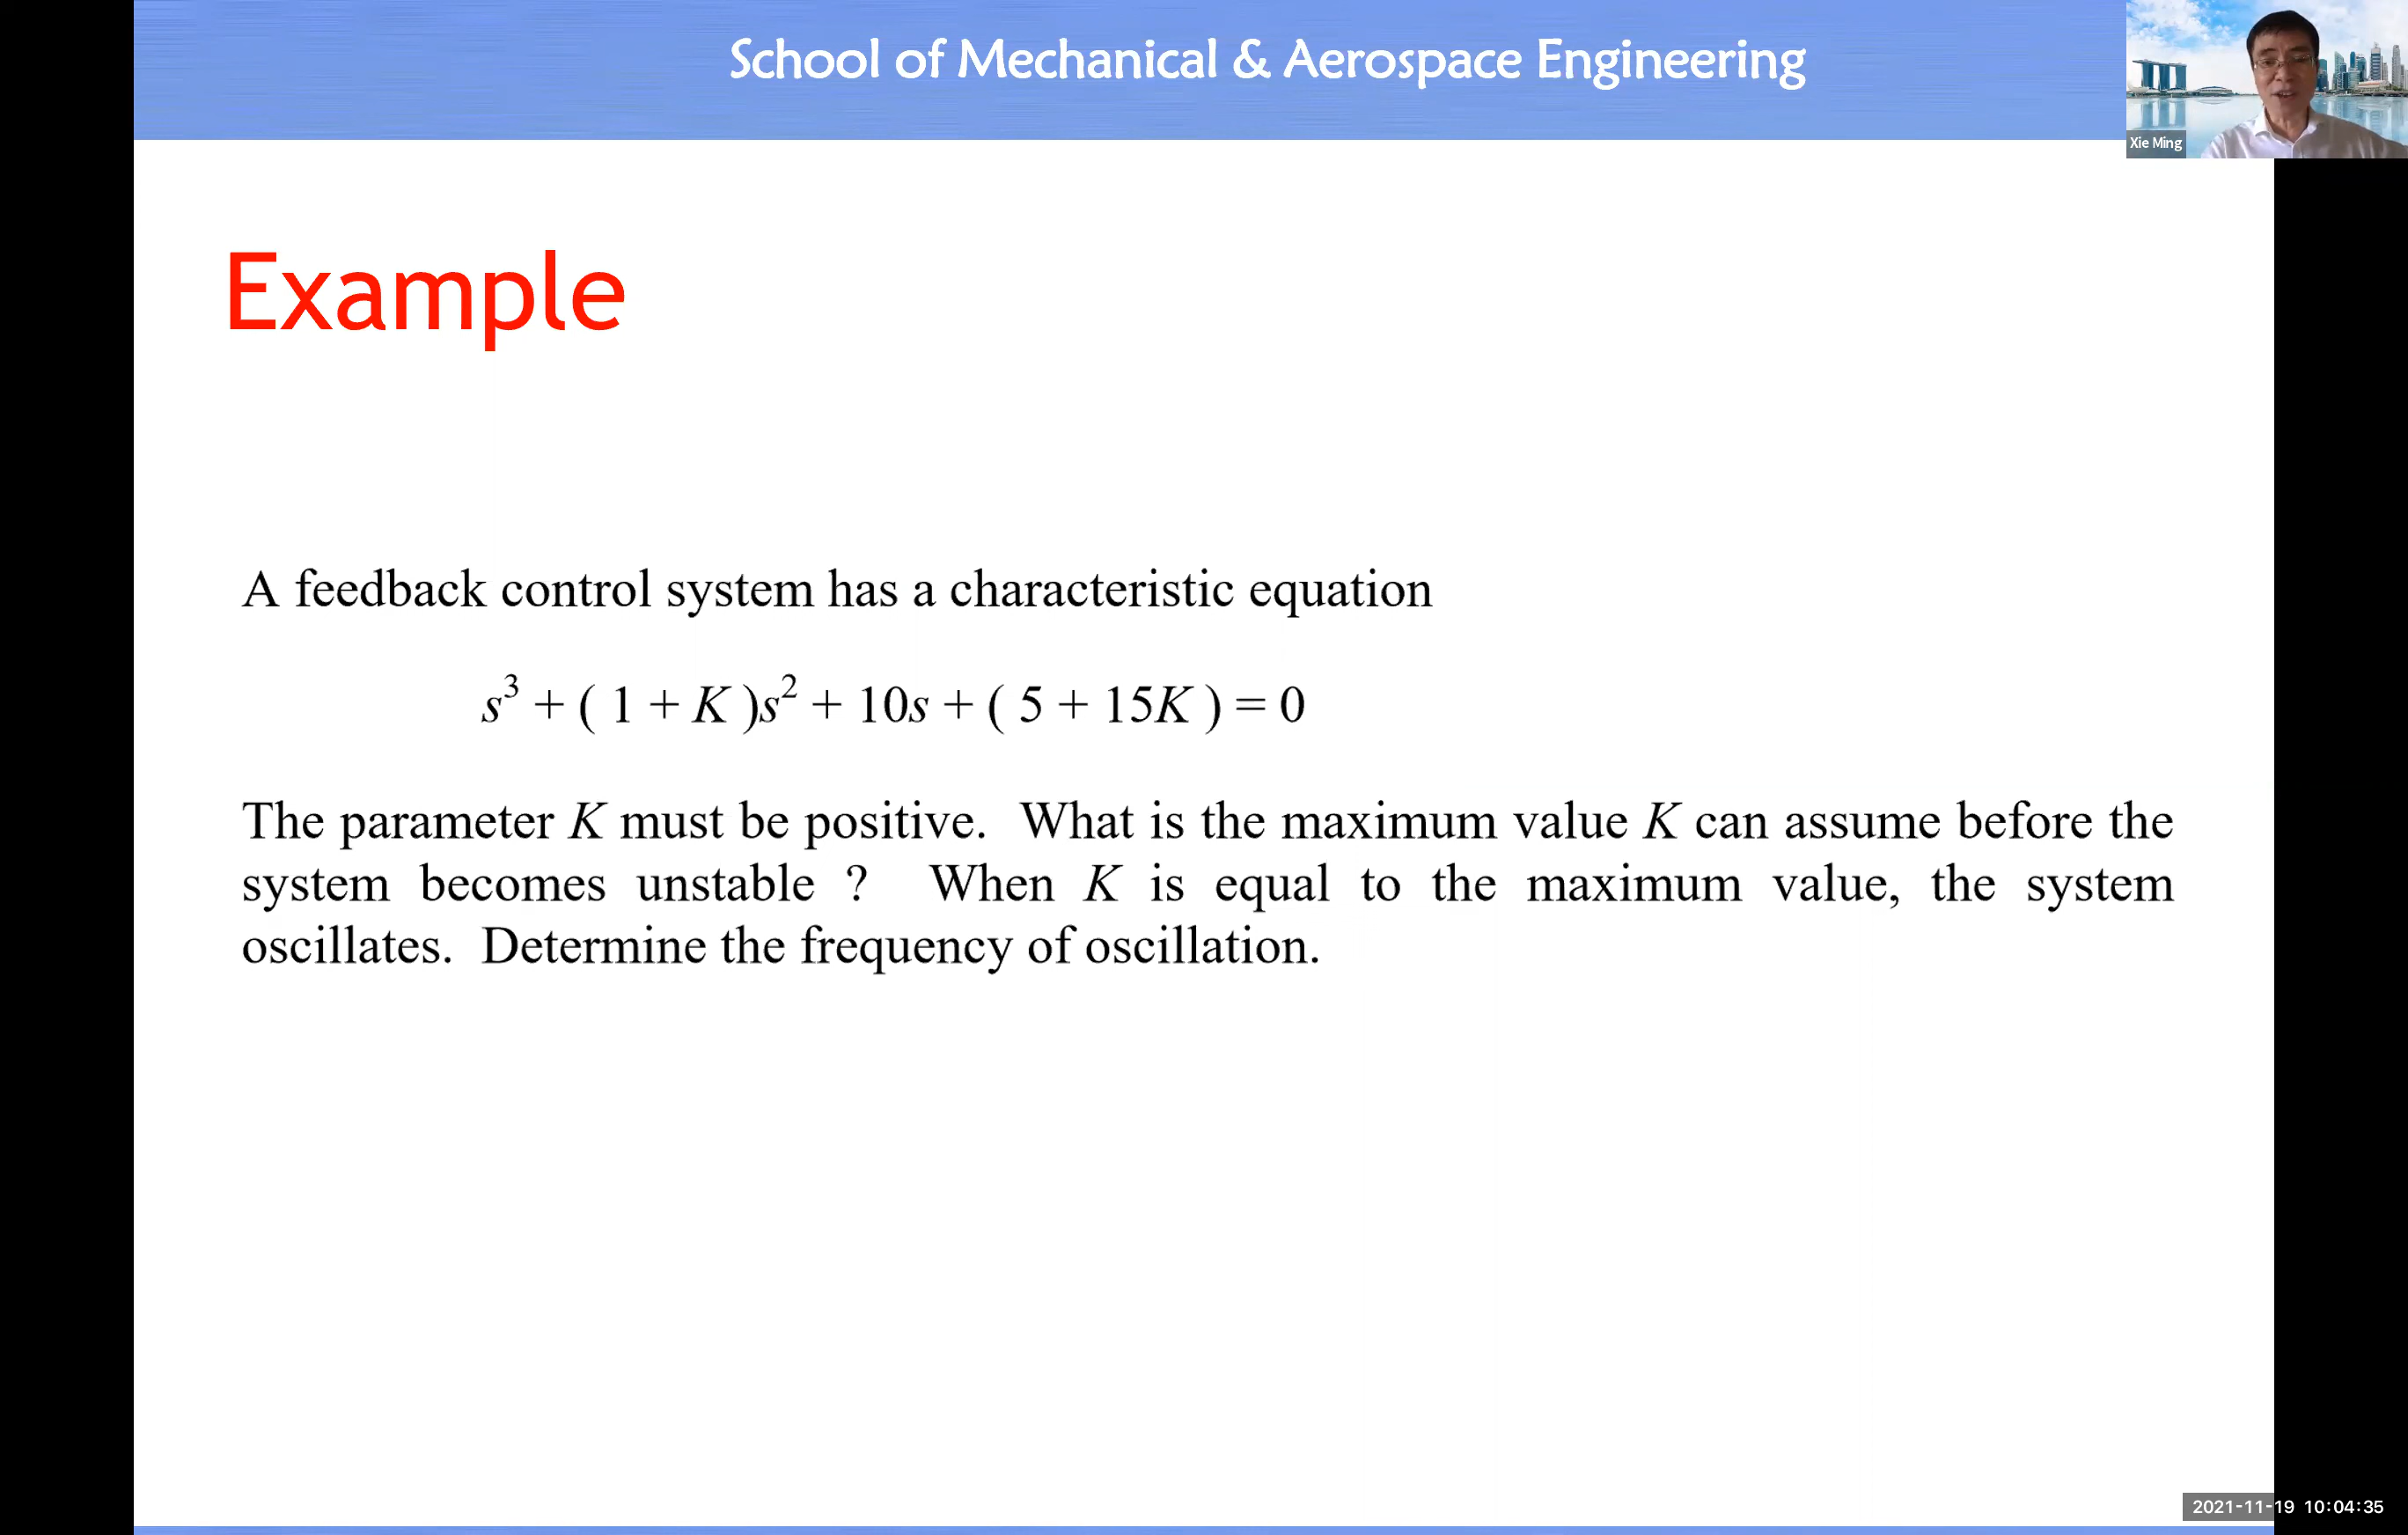 School of Mechanical & Aerospace Engineering
Xie Ming
Example
A feedback control system has a characteristic equation
s³ + ( 1 + K )s² + 10s + ( 5 + 15K ) = 0
The parameter K must be positive. What is the maximum value K can assume before the
system becomes unstable ? When K is equal to the maximum value, the system
oscillates. Determine the frequency of oscillation.
2021-11-19 10:04:35